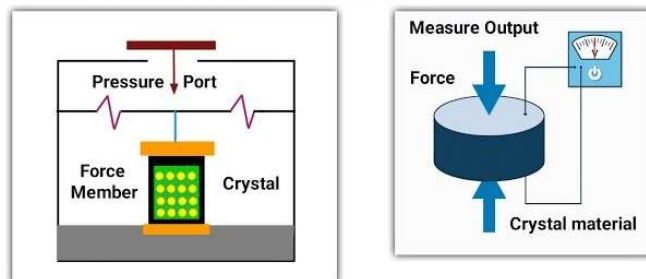 Pressure Port
Force
Member
Crystal
Measure Output
Force
Crystal material